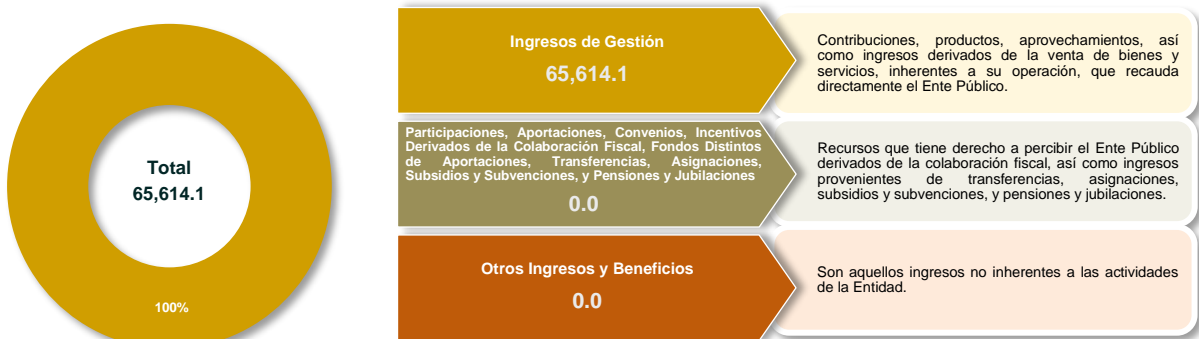 Total
65,614.1
100%
Ingresos de Gestión
65,614.1
Contribuciones, productos, aprovechamientos, así
como ingresos derivados de la venta de bienes y
servicios, inherentes a su operación, que recauda
directamente el Ente Público.
Participaciones, Aportaciones, Convenios, Incentivos
Derivados de la Colaboración Fiscal, Fondos Distintos
de Aportaciones, Transferencias, Asignaciones,
Subsidios y Subvenciones, y Pensiones y Jubilaciones
0.0
Recursos que tiene derecho a percibir el Ente Público
derivados de la colaboración fiscal, así como ingresos
provenientes de transferencias, asignaciones,
subsidios y subvenciones, y pensiones y jubilaciones.
Otros Ingresos y Beneficios
0.0
Son aquellos ingresos no inherentes a las actividades
de la Entidad.